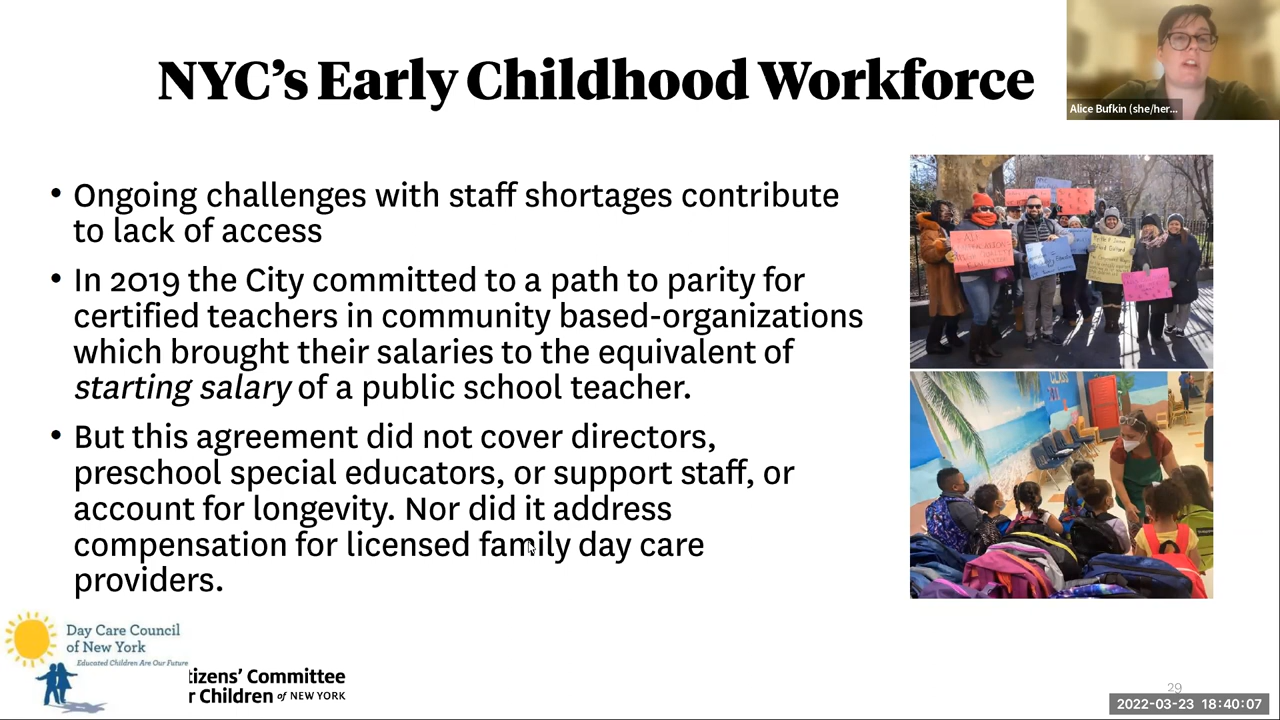 NYC's Early Childhood Workforce
Alice Bufkin (she/her...
• Ongoing challenges with staff shortages contribute
to lack of access
• In 2019 the City committed to a path to parity for
certified teachers in community based-organizations
which brought their salaries to the equivalent of
starting salary of a public school teacher.
• But this agreement did not cover directors,
preschool special educators, or support staff, or
account for longevity. Nor did it address
compensation for licensed family day care
providers.
CLASS
Day Care Council
of New York
Educated Children Are Our Future
tizens' Committee
r Children of NEW YORK
29
2022-03-23 18:40:07